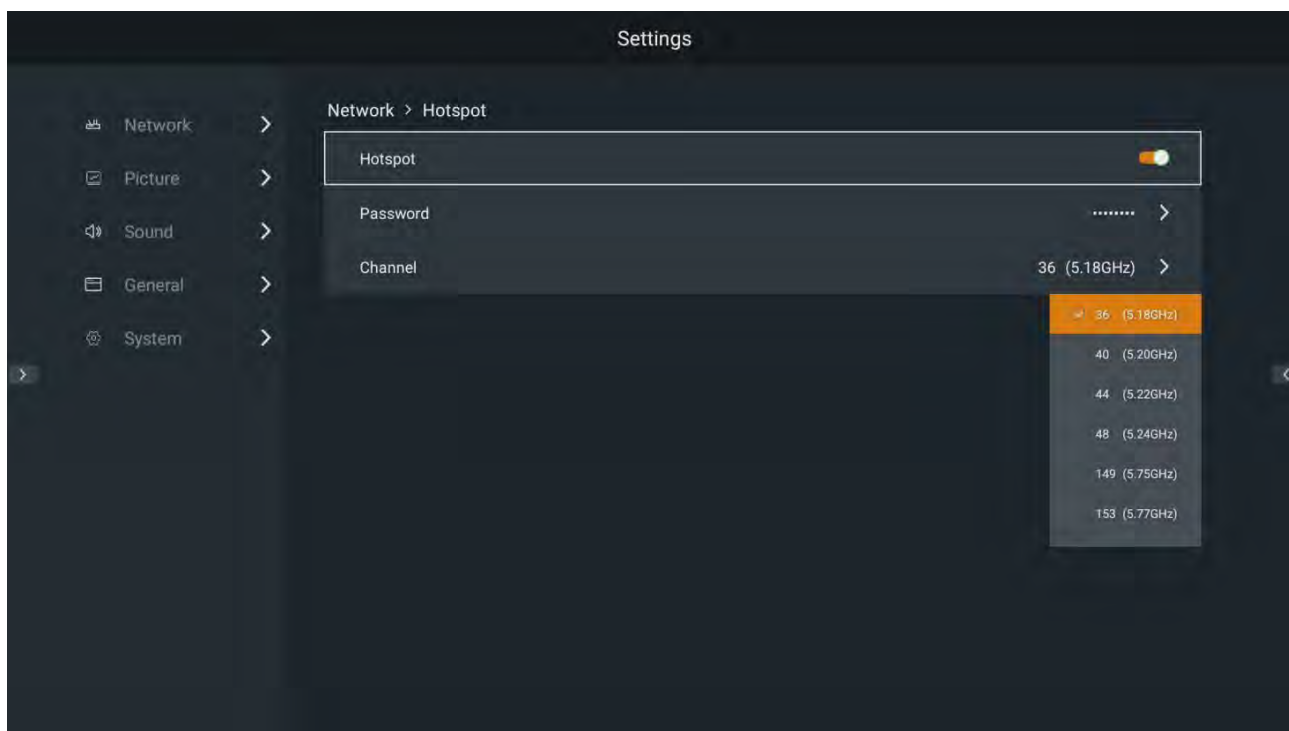 Settings
Network
Picture
Sound
General
System
Network > Hotspot
Hotspot
Password ········
Channel 36 (5.18GHz)
36 (5.18GHz)
40 (5.20GHz)
44 (5.22GHz)
48 (5.24GHz)
149 (5.75GHz)
153 (5.77GHz)